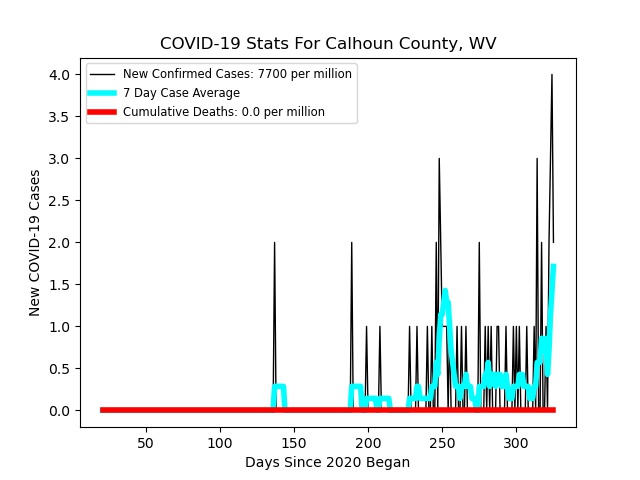 COVID-19 Stats For Calhoun County, WV
New Confirmed Cases: 7700 per million
7 Day Case Average
Cumulative Deaths: 0.0 per million
New COVID-19 Cases
4.0
3.5
3.0
2.5
2.0
1.5
1.0
0.5
0.0
50 100 150 200 250 300
Days Since 2020 Began